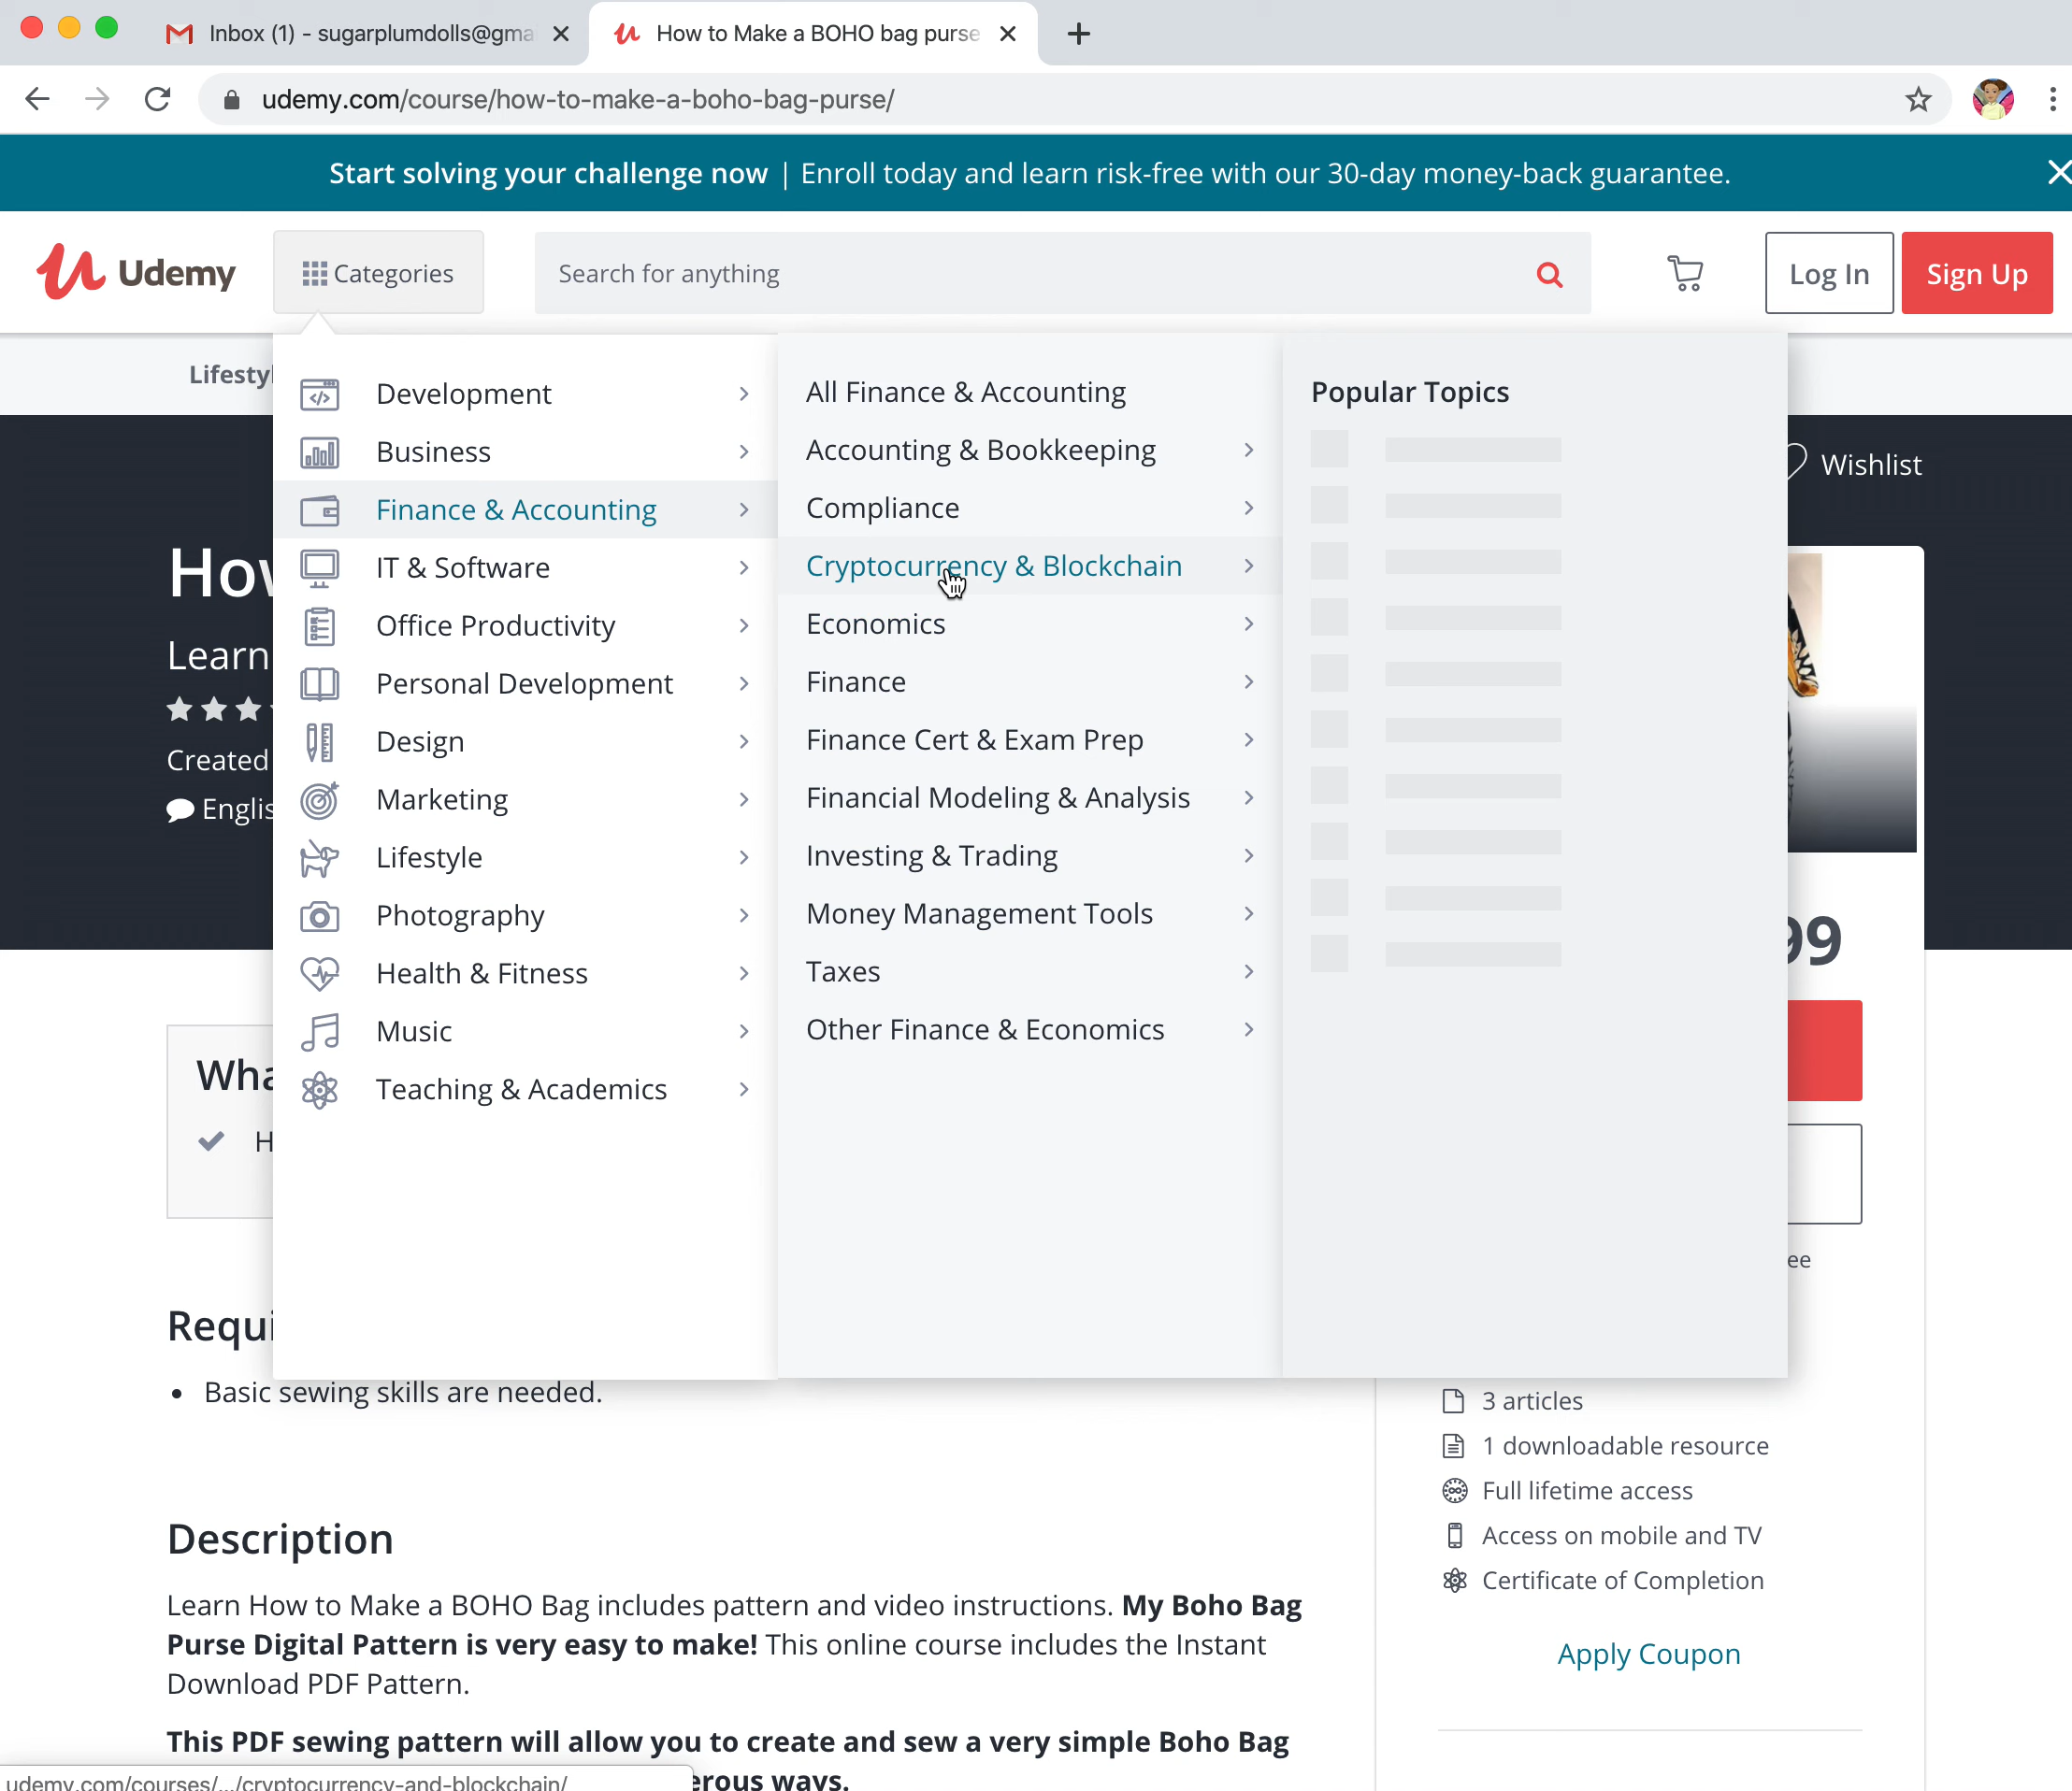 Inbox (1) - sugarplumdolls@gma
How to Make a BOHO bag purse
udemy.com/course/how-to-make-a-boho-bag-purse/
Start solving your challenge now | Enroll today and learn risk-free with our 30-day money-back guarantee.
Udemy
Categories
Search for anything
Log In
Sign Up
Lifestyl
Wishlist
How
Learn
Created
Englis
Development
Business
Finance & Accounting
IT & Software
Office Productivity
Personal Development
Design
Marketing
Lifestyle
Photography
Health & Fitness
Music
Teaching & Academics
All Finance & Accounting
Accounting & Bookkeeping
Compliance
Cryptocurrency & Blockchain
Economics
Finance
Finance Cert & Exam Prep
Financial Modeling & Analysis
Investing & Trading
Money Management Tools
Taxes
Other Finance & Economics
Popular Topics
99
Wha
H
ee
Requi
• Basic sewing skills are needed.
3 articles
1 downloadable resource
Full lifetime access
Access on mobile and TV
Certificate of Completion
Apply Coupon
Description
Learn How to Make a BOHO Bag includes pattern and video instructions. My Boho Bag
Purse Digital Pattern is very easy to make! This online course includes the Instant
Download PDF Pattern.
This PDF sewing pattern will allow you to create and sew a very simple Boho Bag
erous ways.
udemy.com/courses/.../cryptocurrency-and-blockchain/